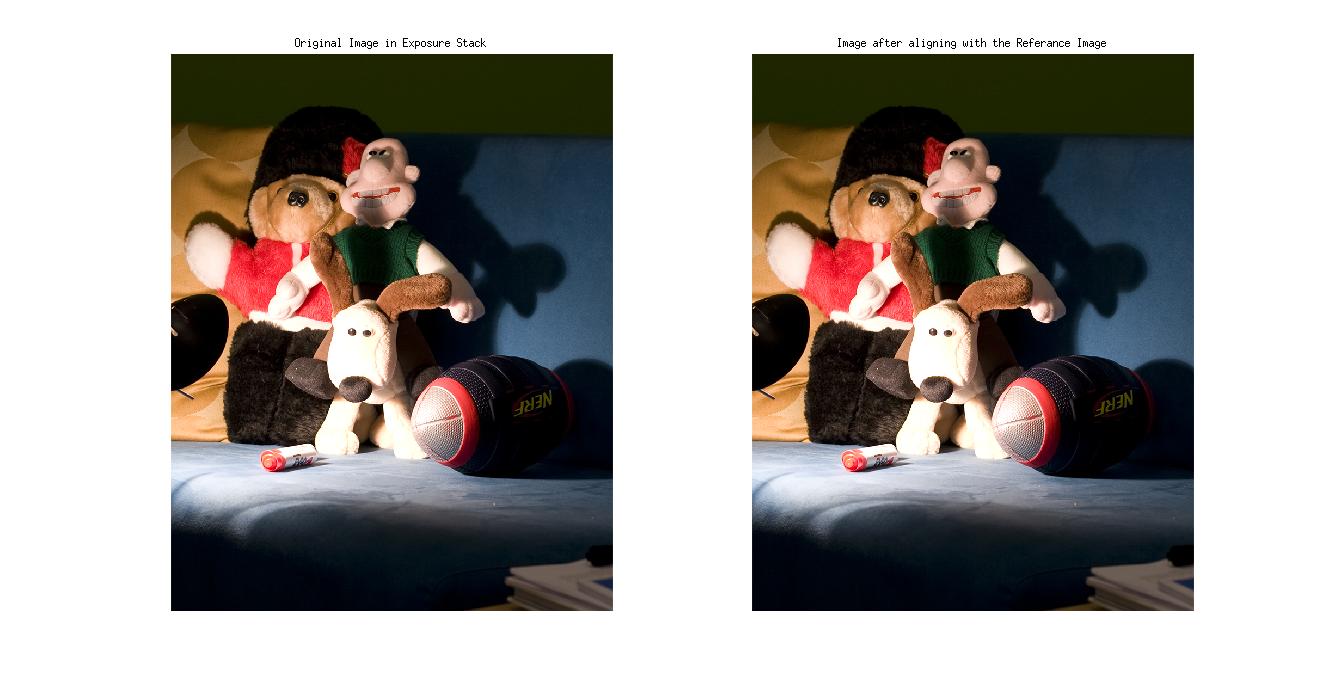 Original Image in Exposure Stack
Image after aligning with the Referance Image
NERF
NERF